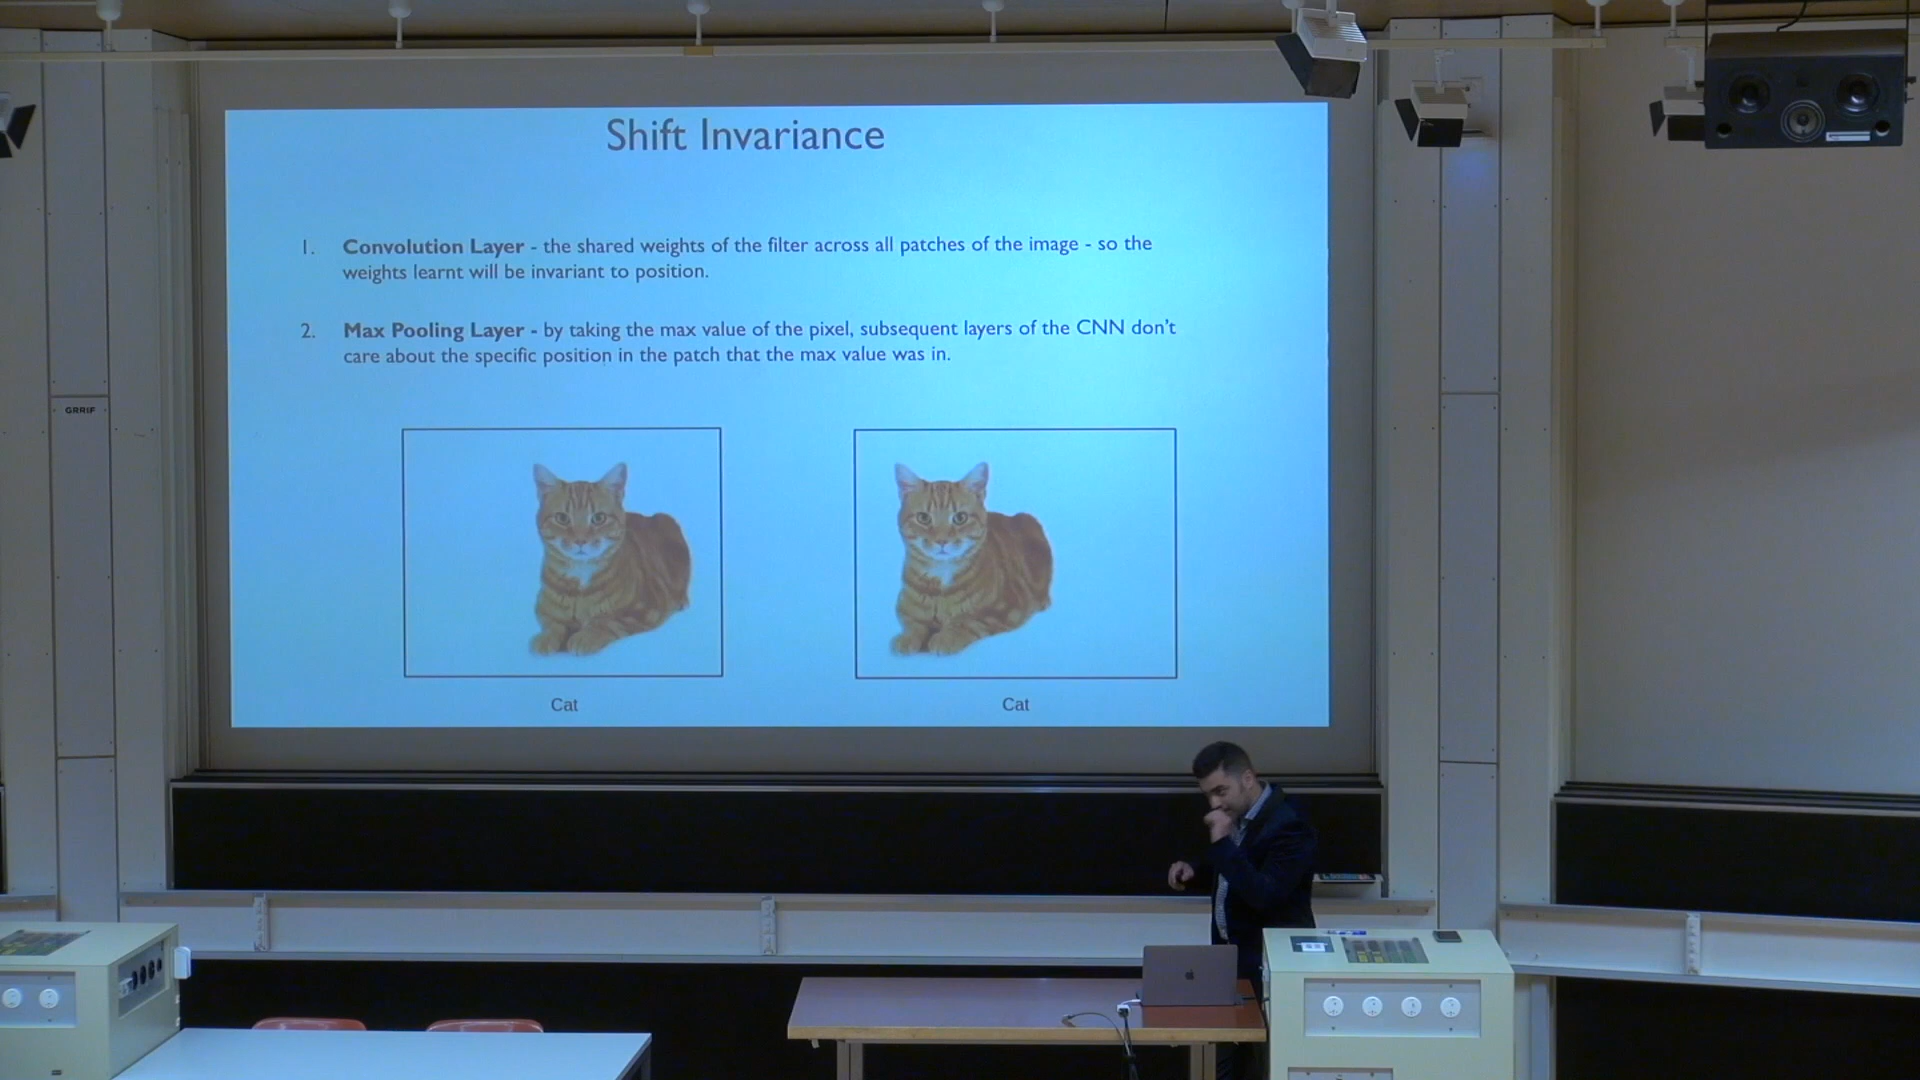 Shift Invariance
1. Convolution Layer - the shared weights of the filter across all patches of the image - so the
weights learnt will be invariant to position.
2. Max Pooling Layer - by taking the max value of the pixel, subsequent layers of the CNN don't
care about the specific position in the patch that the max value was in.
Cat
Cat
GRRIF